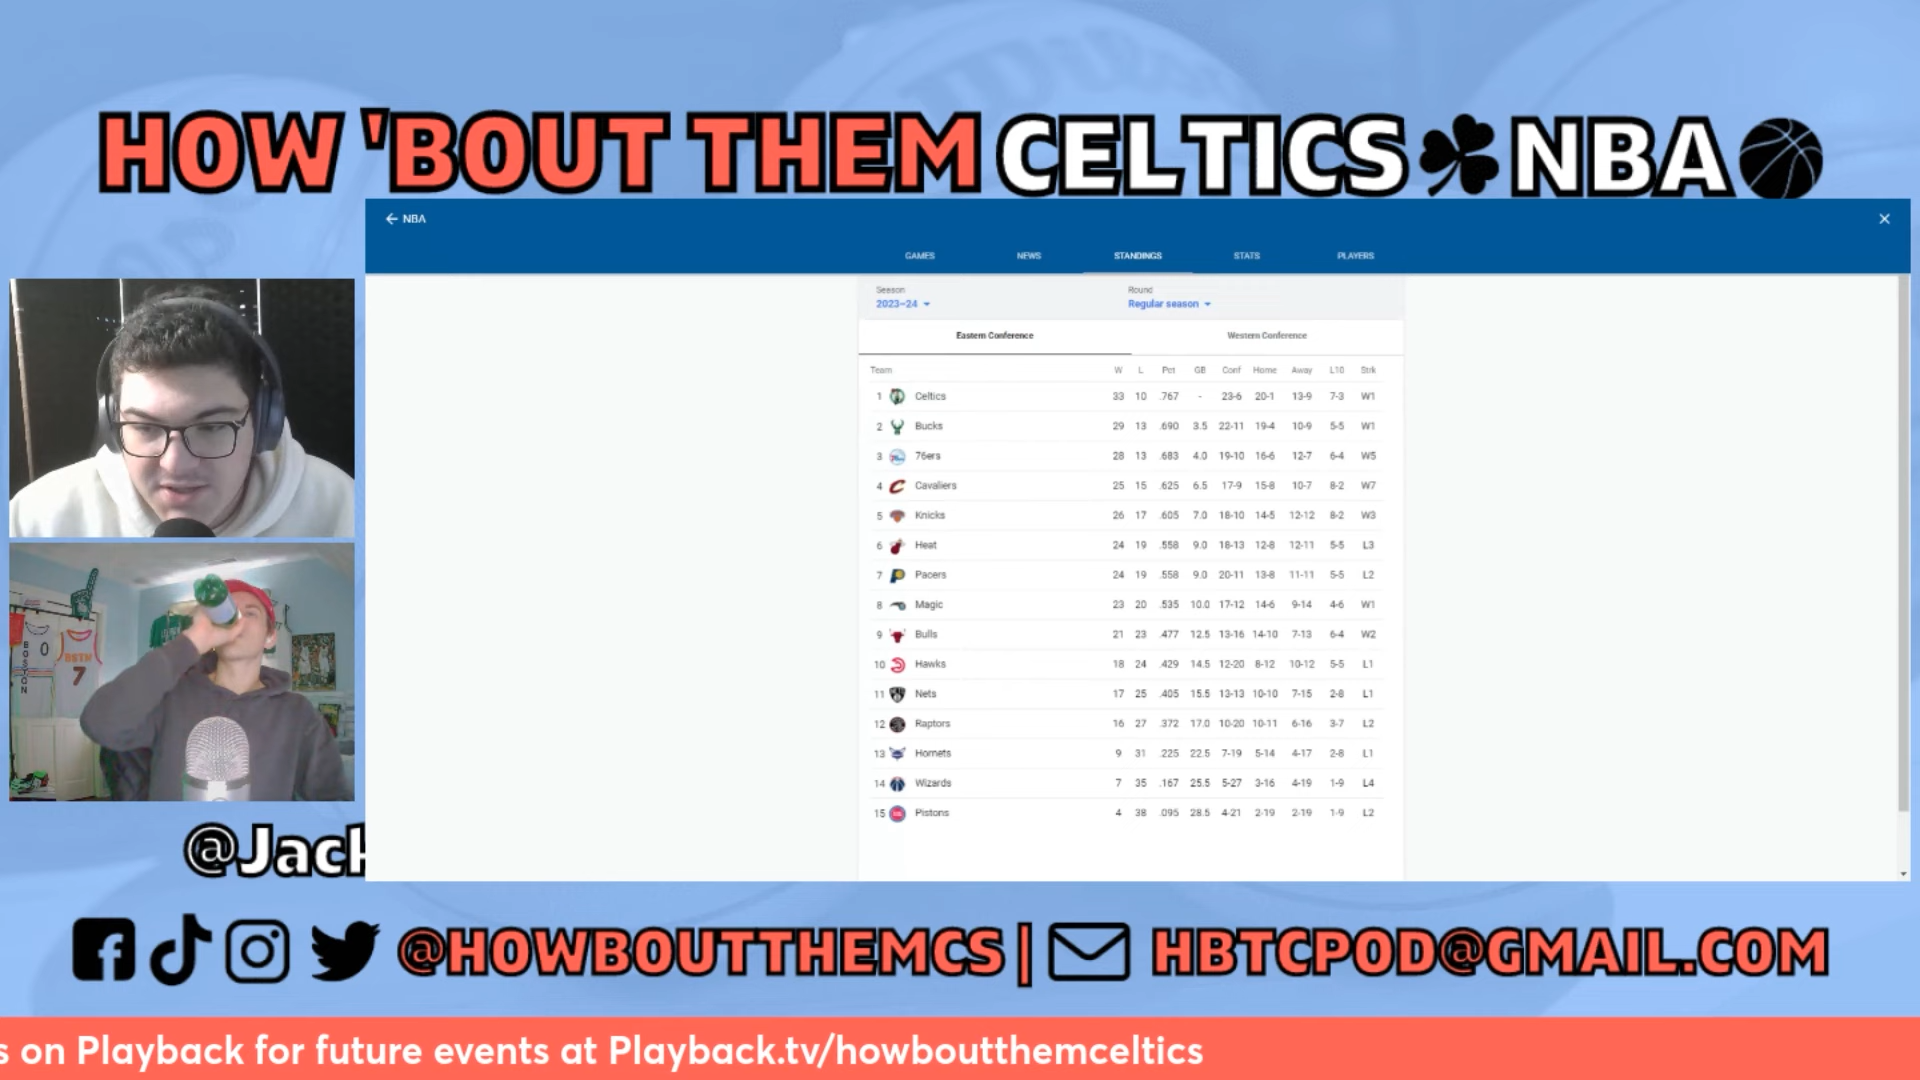 HOW 'BOUT THEM CELTICS NBA
← NBA ×
GAMES NEWS STANDINGS STATS PLAYERS
Season Round
2023–24 Regular season
Eastern Conference Western Conference
Team W L Pct GB Conf Home Away L10 Strk
1 Celtics 33 10 .767 - 23-6 20-1 13-9 7-3 W1
2 Bucks 29 13 .690 3.5 22-11 19-4 10-9 5-5 W1
3 76ers 28 13 .683 4.0 19-10 16-6 12-7 6-4 W5
4 Cavaliers 25 15 .625 6.5 17-9 15-8 10-7 8-2 W7
5 Knicks 26 17 .605 7.0 18-10 14-5 12-12 8-2 W3
6 Heat 24 19 .558 9.0 18-13 12-8 12-11 5-5 L3
7 Pacers 24 19 .558 9.0 20-11 13-8 11-11 5-5 L2
8 Magic 23 20 .535 10.0 17-12 14-6 9-14 4-6 W1
9 Bulls 21 23 .477 12.5 13-16 14-10 7-13 6-4 W2
10 Hawks 18 24 .429 14.5 12-20 8-12 10-12 5-5 L1
11 Nets 17 25 .405 15.5 13-13 10-10 7-15 2-8 L1
12 Raptors 16 27 .372 17.0 10-20 10-11 6-16 3-7 L2
13 Hornets 9 31 .225 22.5 7-19 5-14 4-17 2-8 L1
14 Wizards 7 35 .167 25.5 5-27 3-16 4-19 1-9 L4
15 Pistons 4 38 .095 28.5 4-21 2-19 2-19 1-9 L2
BOSTON 0
BSTN
7
@Jack
@HOWBOUTTHEMCS | HBTCPOD@GMAIL.COM
s on Playback for future events at Playback.tv/howboutthemceltics